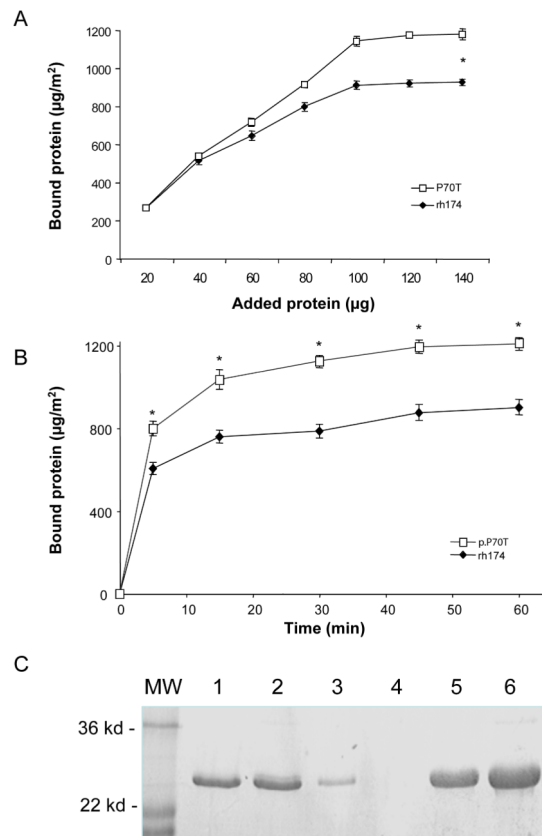 A
1200
1000
800
600
400
200
0
Bound protein (µg/m²)
*
P70T
rh174
20 40 60 80 100 120 140
Added protein (µg)
B
1200
800
400
0
Bound protein (µg/m²)
* * * * *
p.P70T
rh174
0 10 20 30 40 50 60
Time (min)
C
MW 1 2 3 4 5 6
36 kd -
22 kd -